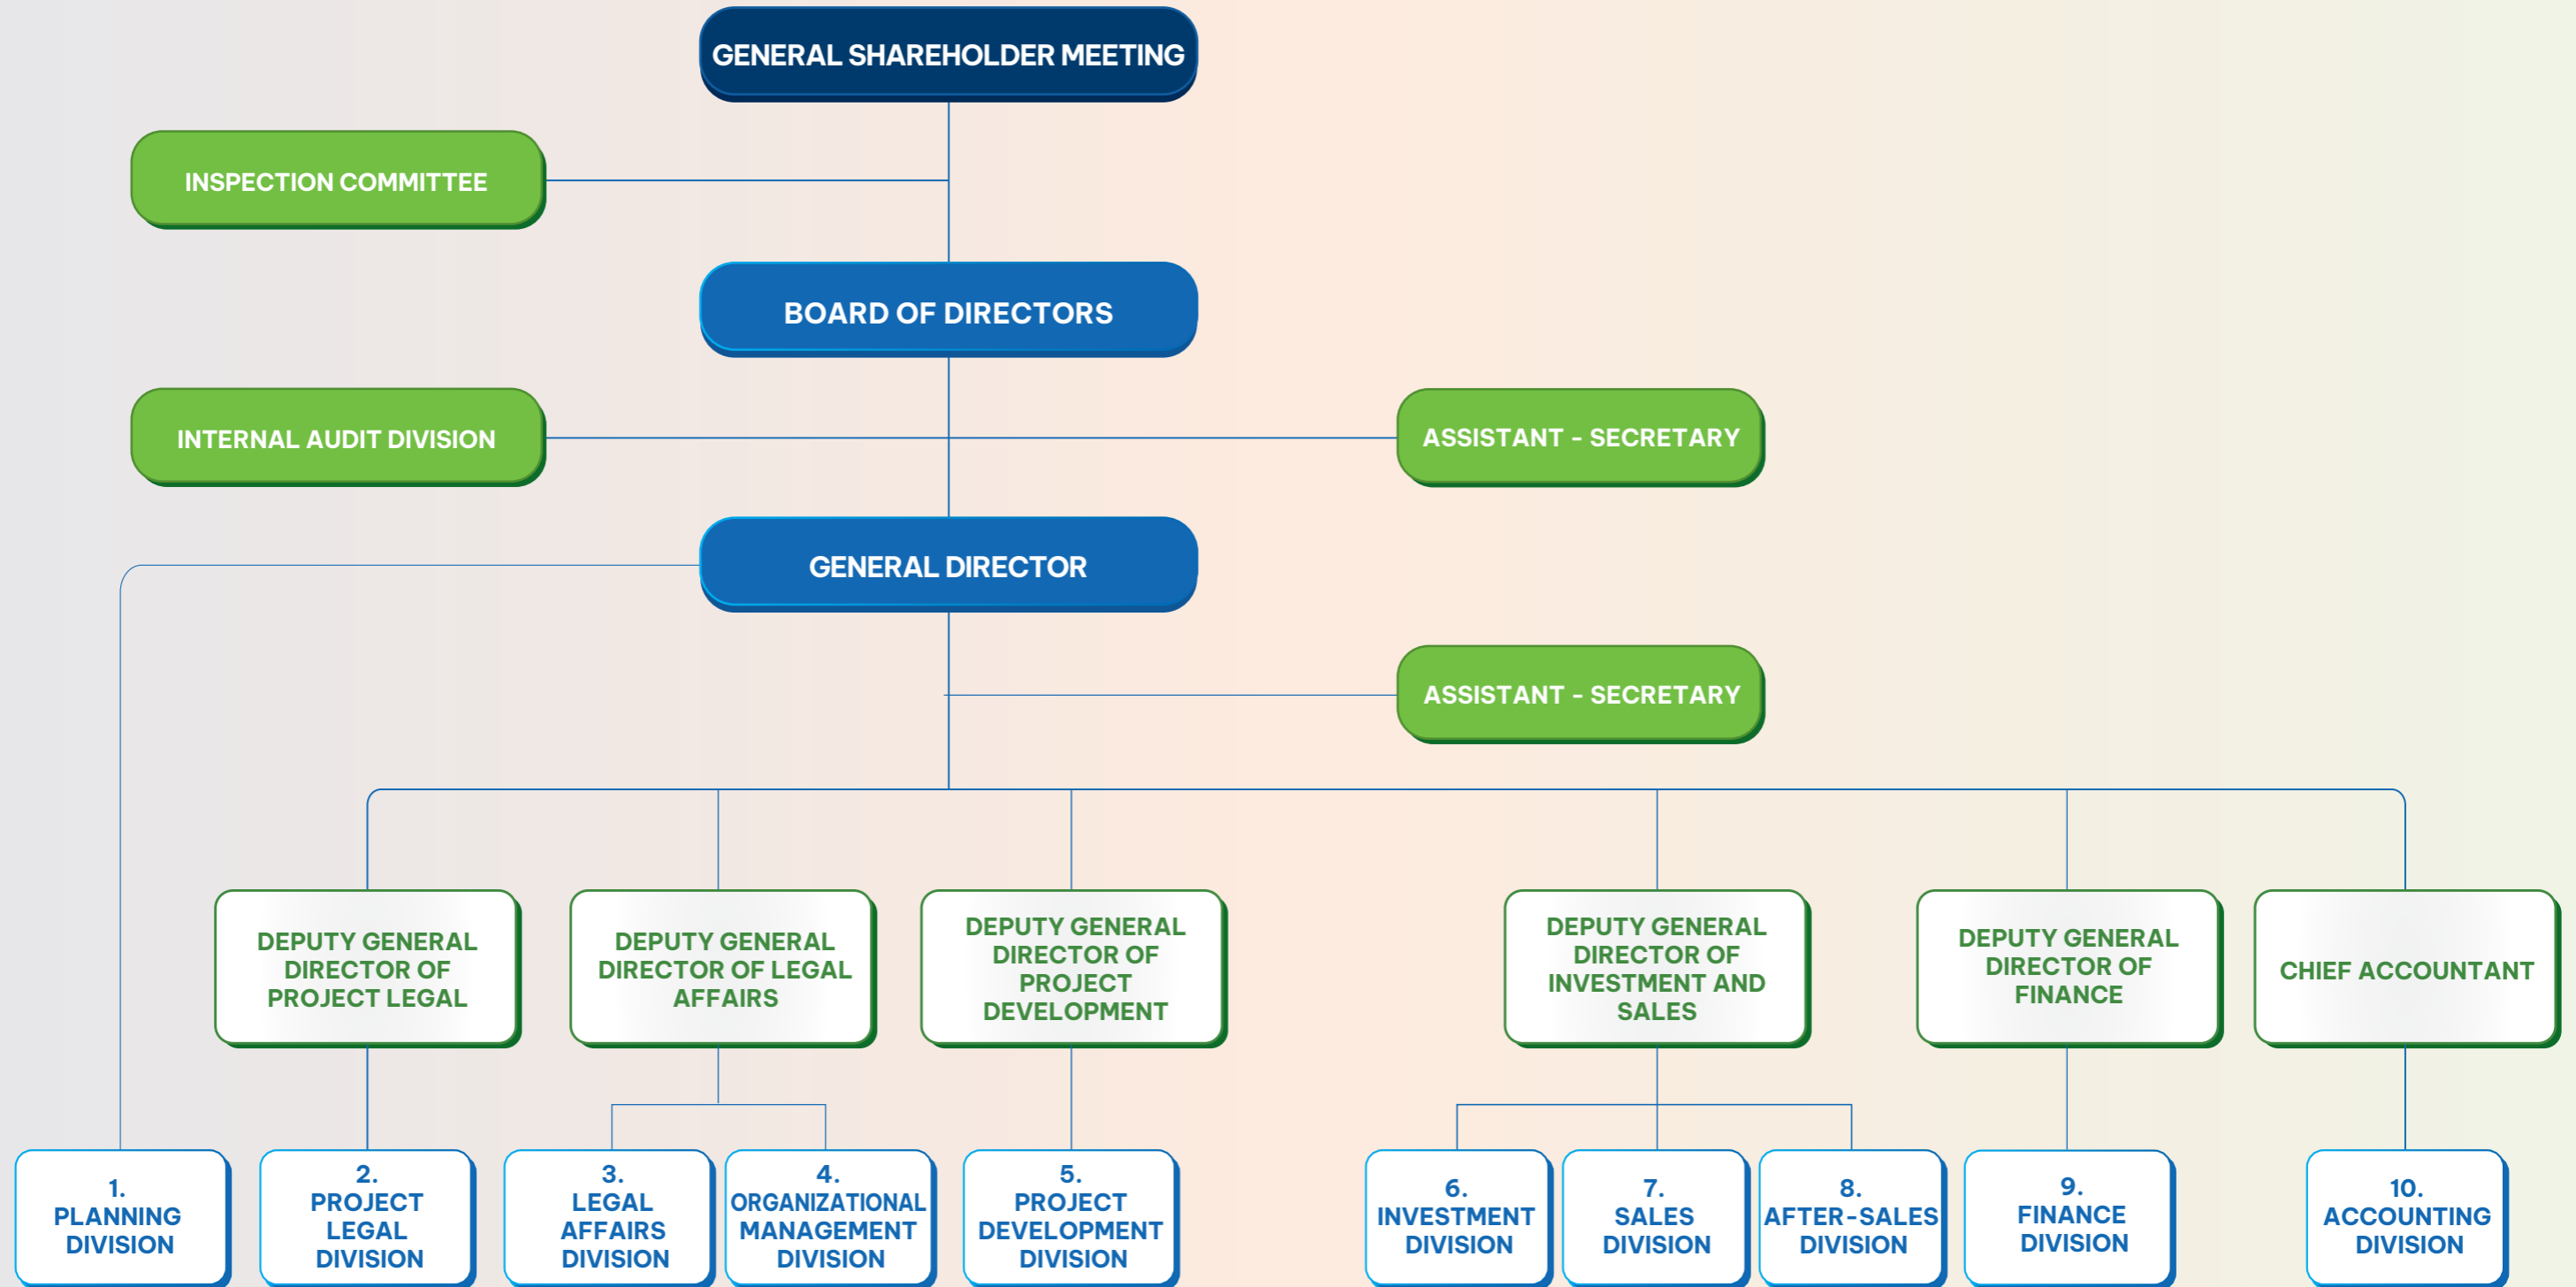 GENERAL SHAREHOLDER MEETING
INSPECTION COMMITTEE
BOARD OF DIRECTORS
INTERNAL AUDIT DIVISION
ASSISTANT - SECRETARY
GENERAL DIRECTOR
ASSISTANT - SECRETARY
DEPUTY GENERAL
DIRECTOR OF
PROJECT LEGAL
DEPUTY GENERAL
DIRECTOR OF LEGAL
AFFAIRS
DEPUTY GENERAL
DIRECTOR OF
PROJECT
DEVELOPMENT
DEPUTY GENERAL
DIRECTOR OF
INVESTMENT AND
SALES
DEPUTY GENERAL
DIRECTOR OF
FINANCE
CHIEF ACCOUNTANT
1.
PLANNING
DIVISION
2.
PROJECT
LEGAL
DIVISION
3.
LEGAL
AFFAIRS
DIVISION
4.
ORGANIZATIONAL
MANAGEMENT
DIVISION
5.
PROJECT
DEVELOPMENT
DIVISION
6.
INVESTMENT
DIVISION
7.
SALES
DIVISION
8.
AFTER-SALES
DIVISION
9.
FINANCE
DIVISION
10.
ACCOUNTING
DIVISION